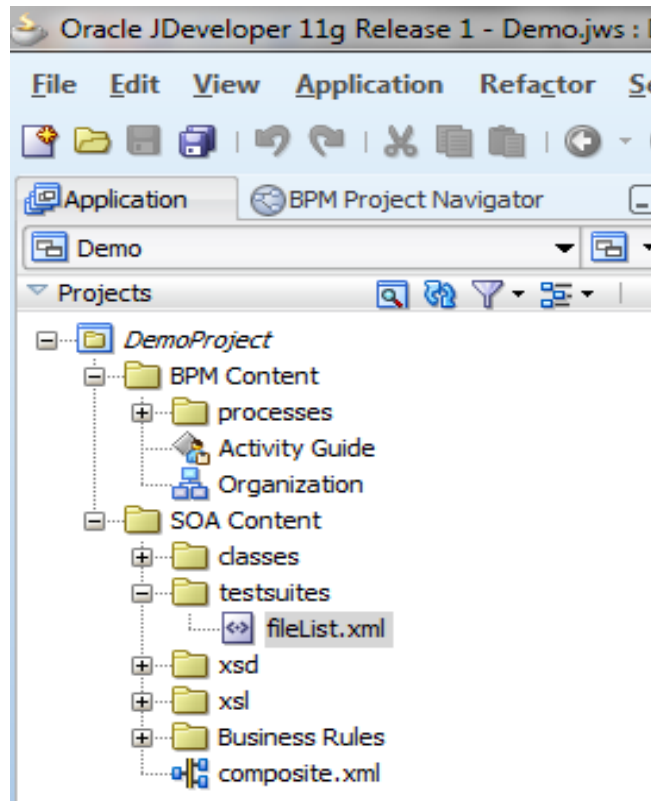 Oracle JDeveloper 11g Release 1 - Demo.jws :
File Edit View Application Refactor
Application BPM Project Navigator
Demo
Projects
DemoProject
BPM Content
processes
Activity Guide
Organization
SOA Content
classes
testsuites
fileList.xml
xsd
xsl
Business Rules
composite.xml